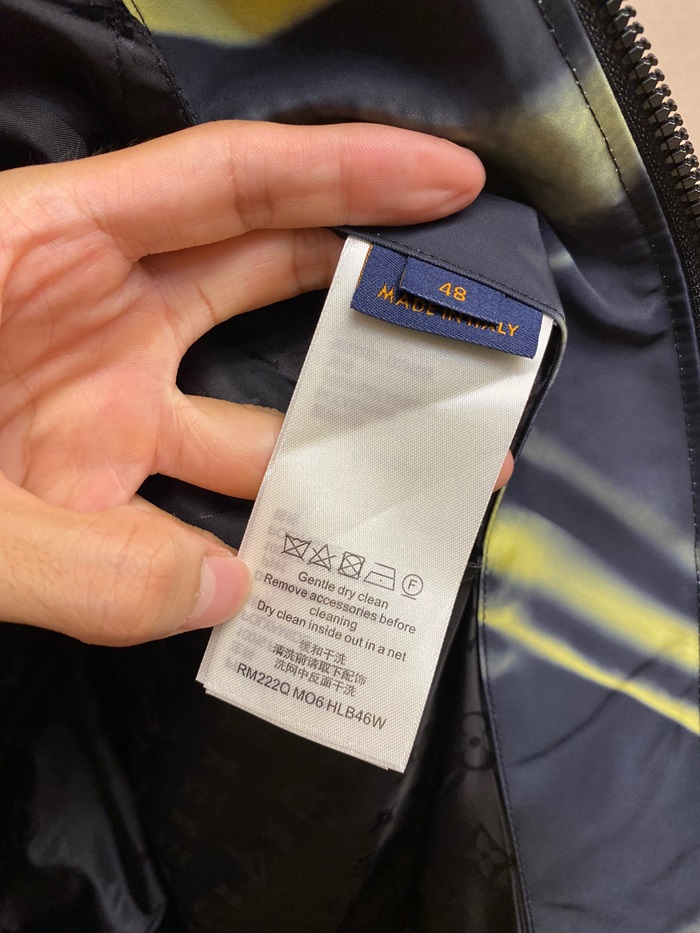 48
MADE IN ITALY
F
Gentle dry clean
Remove accessories before
cleaning
Dry clean inside out in a net
缓和干洗
清洗前请取下配饰
洗网中反面干洗
RM222Q MO6 HLB46W